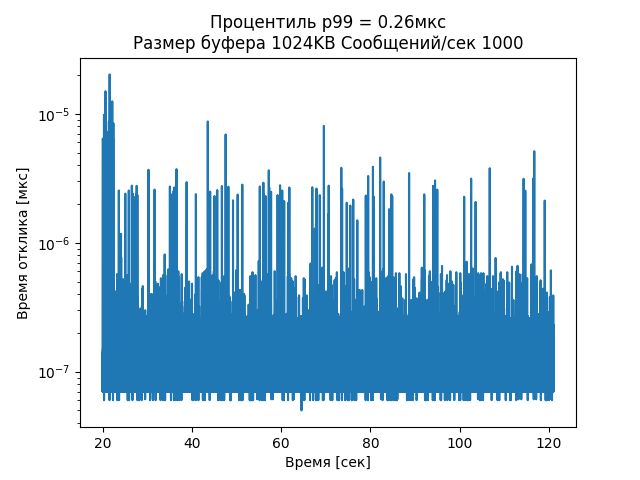 Процентиль p99 = 0.26мкс
Размер буфера 1024KB Сообщений/сек 1000
Время отклика [мкс]
10⁻⁵
10⁻⁶
10⁻⁷
20 40 60 80 100 120
Время [сек]